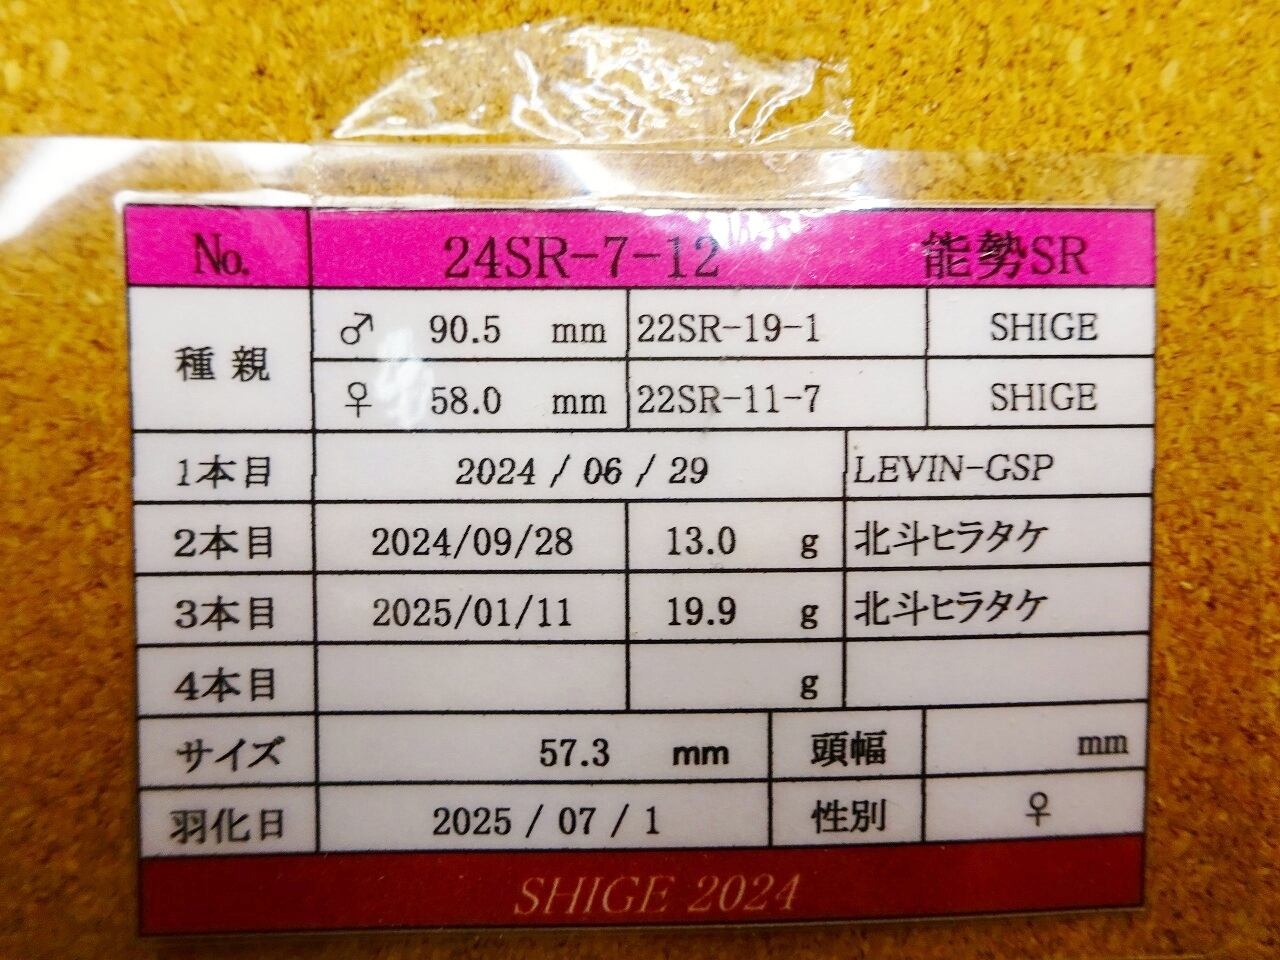 No. 24SR-7-12 能勢SR
種親 ♂ 90.5 mm 22SR-19-1 SHIGE
♀ 58.0 mm 22SR-11-7 SHIGE
1本目 2024 / 06 / 29 LEVIN-GSP
2本目 2024/09/28 13.0 g 北斗ヒラタケ
3本目 2025/01/11 19.9 g 北斗ヒラタケ
4本目 g
サイズ 57.3 mm 頭幅 mm
羽化日 2025 / 07 / 1 性別 ♀
SHIGE 2024